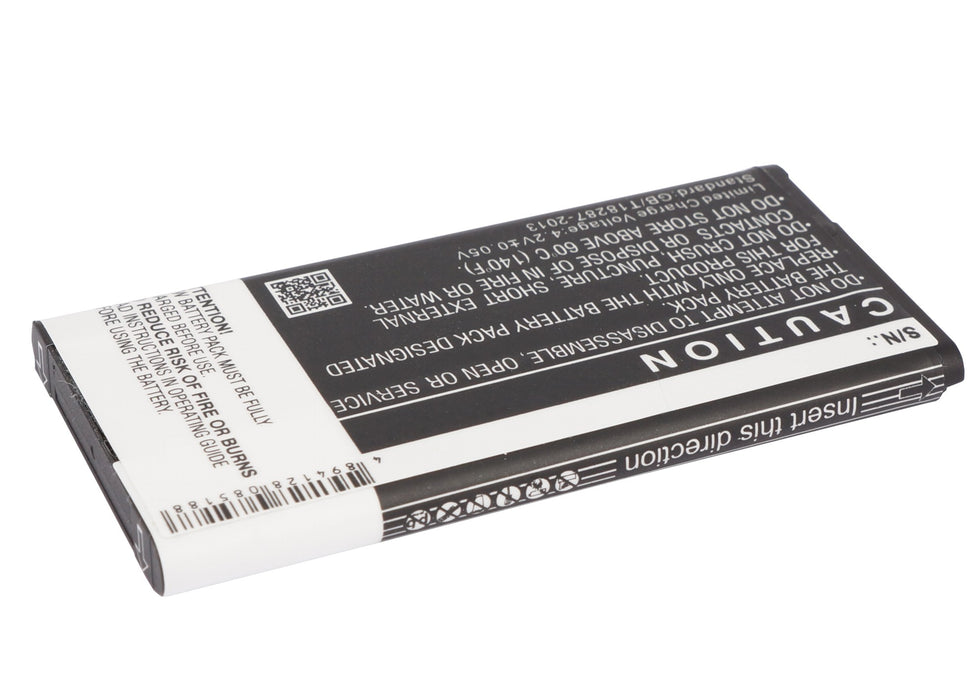 S/N.:
CAUTION
•DO NOT ATTEMPT TO DISASSEMBLE, OPEN OR SERVICE
THE BATTERY PACK.
•REPLACE ONLY WITH THE BATTERY PACK DESIGNATED
FOR THIS PRODUCT.
•DO NOT CRUSH, PUNCTURE, SHORT EXTERNAL
CONTACTS OR DISPOSE OF IN FIRE OR WATER.
•DO NOT STORE ABOVE 60°C (140°F).
Limited Charge Voltage:4.2V±0.05V
Standard:GB/T18287-2013
BATTERY PACK MUST BE FULLY
BEFORE USE.
REDUCE RISK OF FIRE OR BURNS
INSTRUCTIONS IN OPERATING GUIDE
USING THE BATTERY.
4 894128 08518
Insert this direction